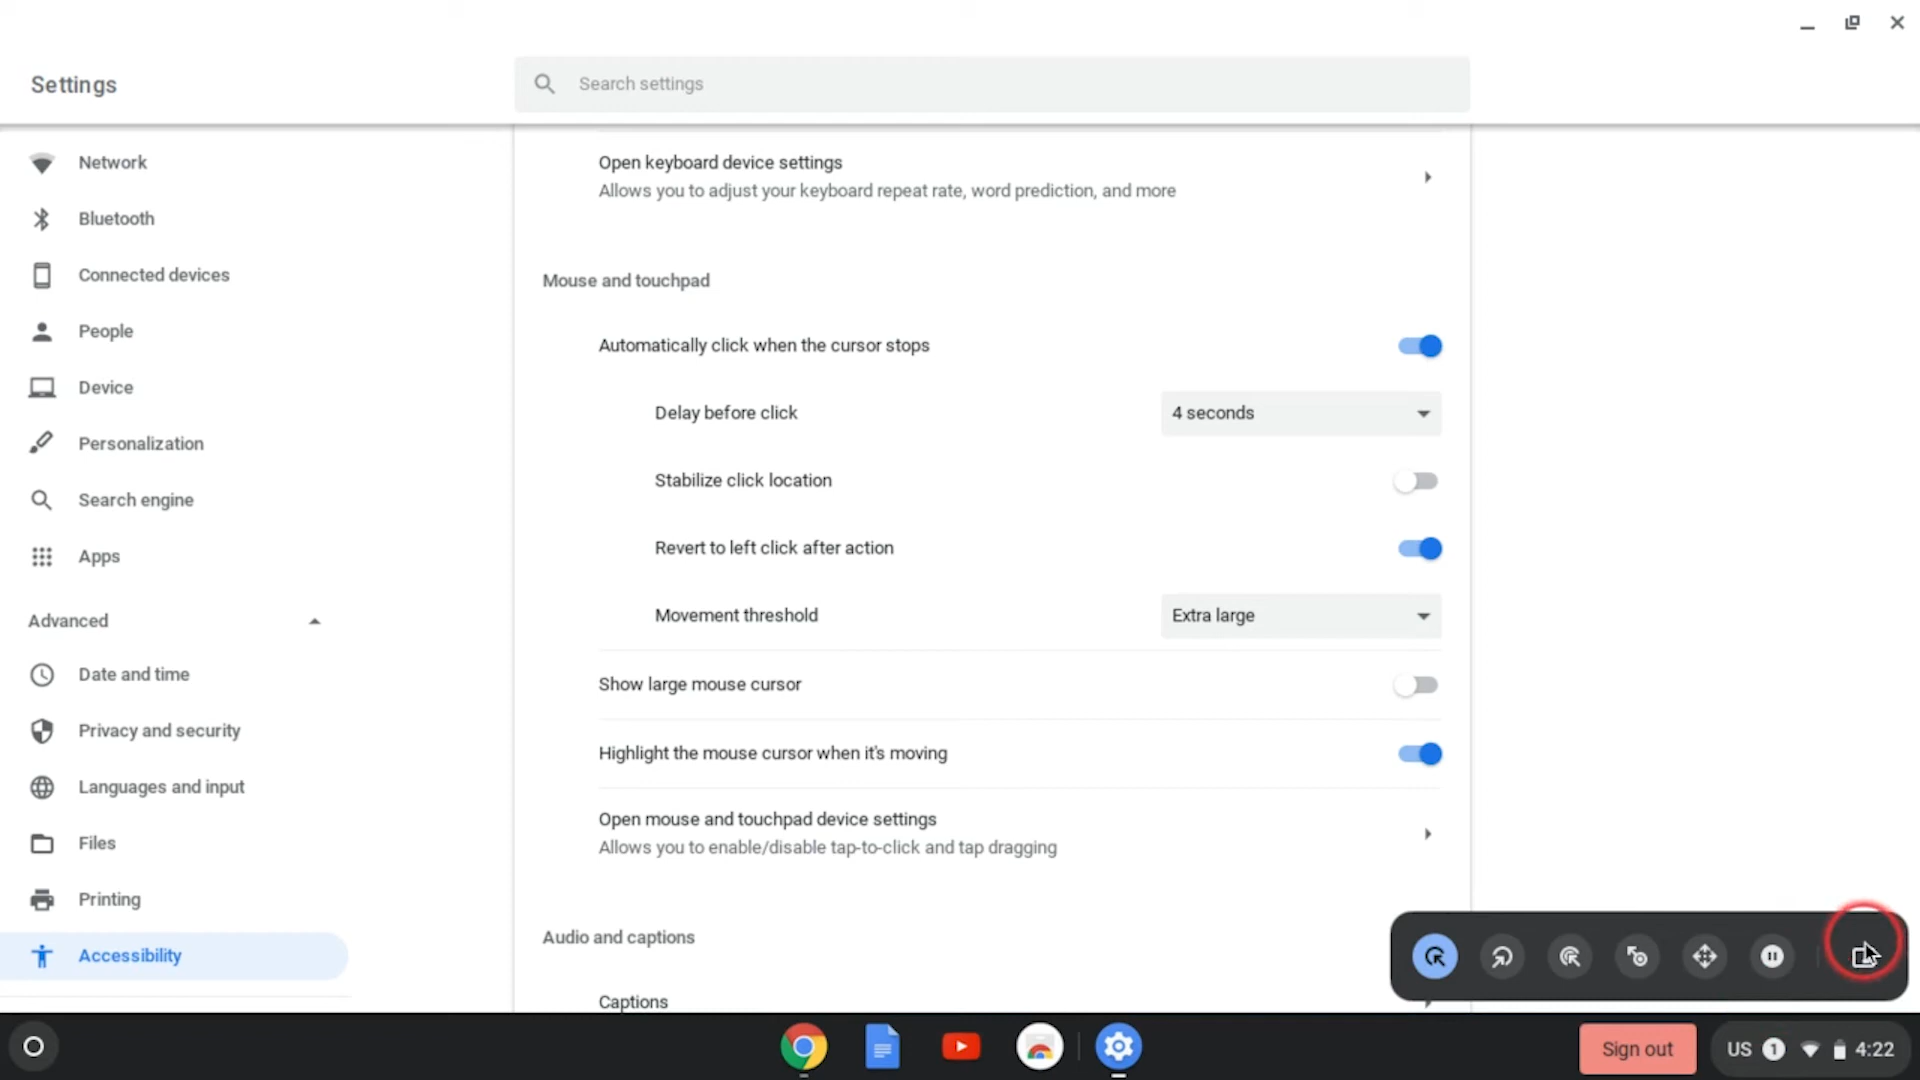 Settings
Search settings
Network
Bluetooth
Connected devices
People
Device
Personalization
Search engine
Apps
Advanced
Date and time
Privacy and security
Languages and input
Files
Printing
Accessibility
Open keyboard device settings
Allows you to adjust your keyboard repeat rate, word prediction, and more
Mouse and touchpad
Automatically click when the cursor stops
Delay before click
4 seconds
Stabilize click location
Revert to left click after action
Movement threshold
Extra large
Show large mouse cursor
Highlight the mouse cursor when it's moving
Open mouse and touchpad device settings
Allows you to enable/disable tap-to-click and tap dragging
Audio and captions
Captions
Sign out
US 1 4:22